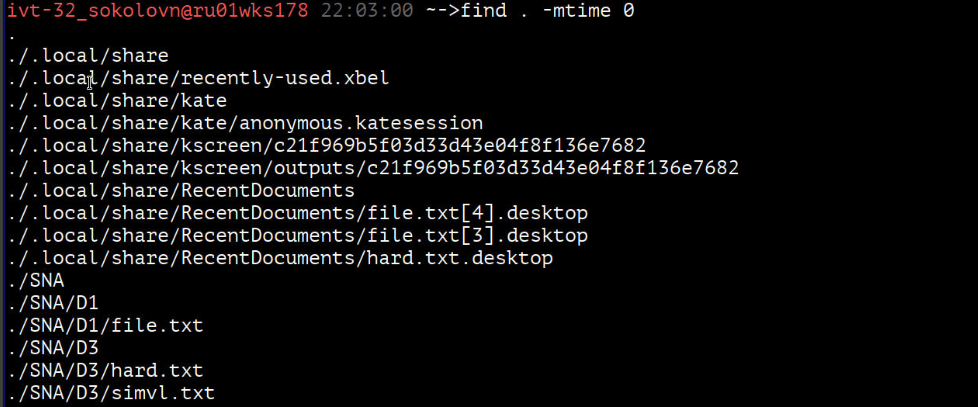 ivt-32_sokolovn@ru01wks178 22:03:00 ~-->find . -mtime 0
.
./.local/share
./.local/share/recently-used.xbel
./.local/share/kate
./.local/share/kate/anonymous.katesession
./.local/share/kscreen/c21f969b5f03d33d43e04f8f136e7682
./.local/share/kscreen/outputs/c21f969b5f03d33d43e04f8f136e7682
./.local/share/RecentDocuments
./.local/share/RecentDocuments/file.txt[4].desktop
./.local/share/RecentDocuments/file.txt[3].desktop
./.local/share/RecentDocuments/hard.txt.desktop
./SNA
./SNA/D1
./SNA/D1/file.txt
./SNA/D3
./SNA/D3/hard.txt
./SNA/D3/simvl.txt